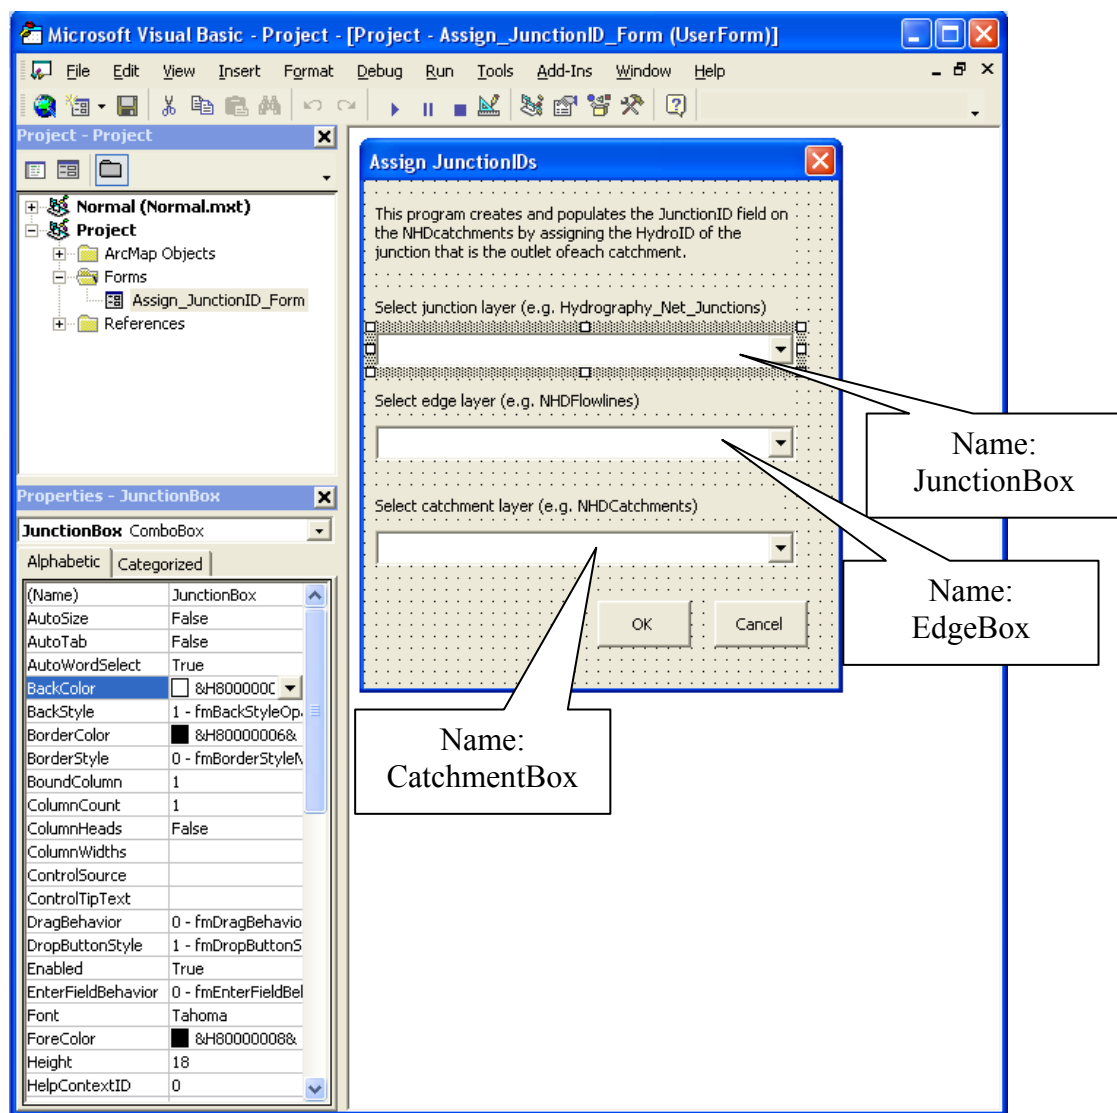 Microsoft Visual Basic - Project - [Project - Assign_JunctionID_Form (UserForm)]
File Edit View Insert Format Debug Run Tools Add-Ins Window Help
Project - Project
Normal (Normal.mxt)
Project
ArcMap Objects
Forms
Assign_JunctionID_Form
References
Properties - JunctionBox
JunctionBox ComboBox
Alphabetic Categorized
(Name) JunctionBox
AutoSize False
AutoTab False
AutoWordSelect True
BackColor &H8000000
BackStyle 1 - fmBackStyleOp
BorderColor &H80000006&
BorderStyle 0 - fmBorderStyleN
BoundColumn 1
ColumnCount 1
ColumnHeads False
ColumnWidths
ControlSource
ControlTipText
DragBehavior 0 - fmDragBehavio
DropButtonStyle 1 - fmDropButtonS
Enabled True
EnterFieldBehavior 0 - fmEnterFieldBel
Font Tahoma
ForeColor &H80000008&
Height 18
HelpContextID 0
Assign JunctionIDs
This program creates and populates the JunctionID field on
the NHDcatchments by assigning the HydroID of the
junction that is the outlet ofeach catchment.
Select junction layer (e.g. Hydrography_Net_Junctions)
Select edge layer (e.g. NHDFlowlines)
Select catchment layer (e.g. NHDCatchments)
OK Cancel
Name:
JunctionBox
Name:
EdgeBox
Name:
CatchmentBox